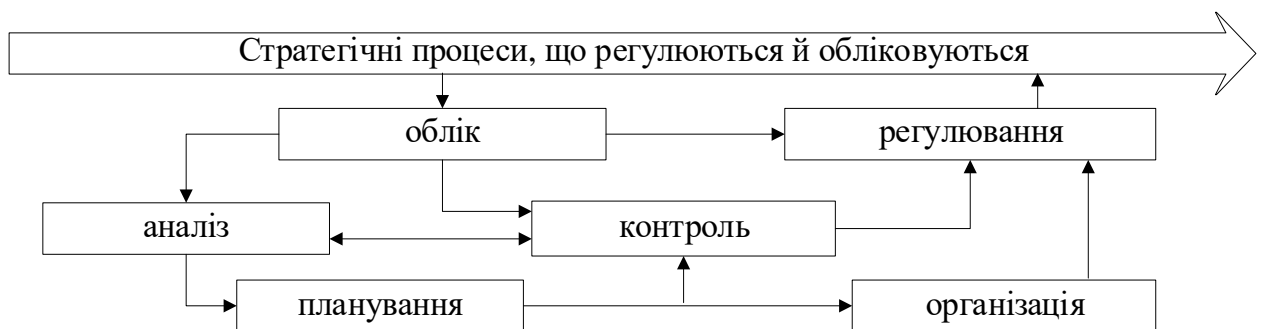 Стратегічні процеси, що регулюються й обліковуються
облік
регулювання
аналіз
контроль
планування
організація